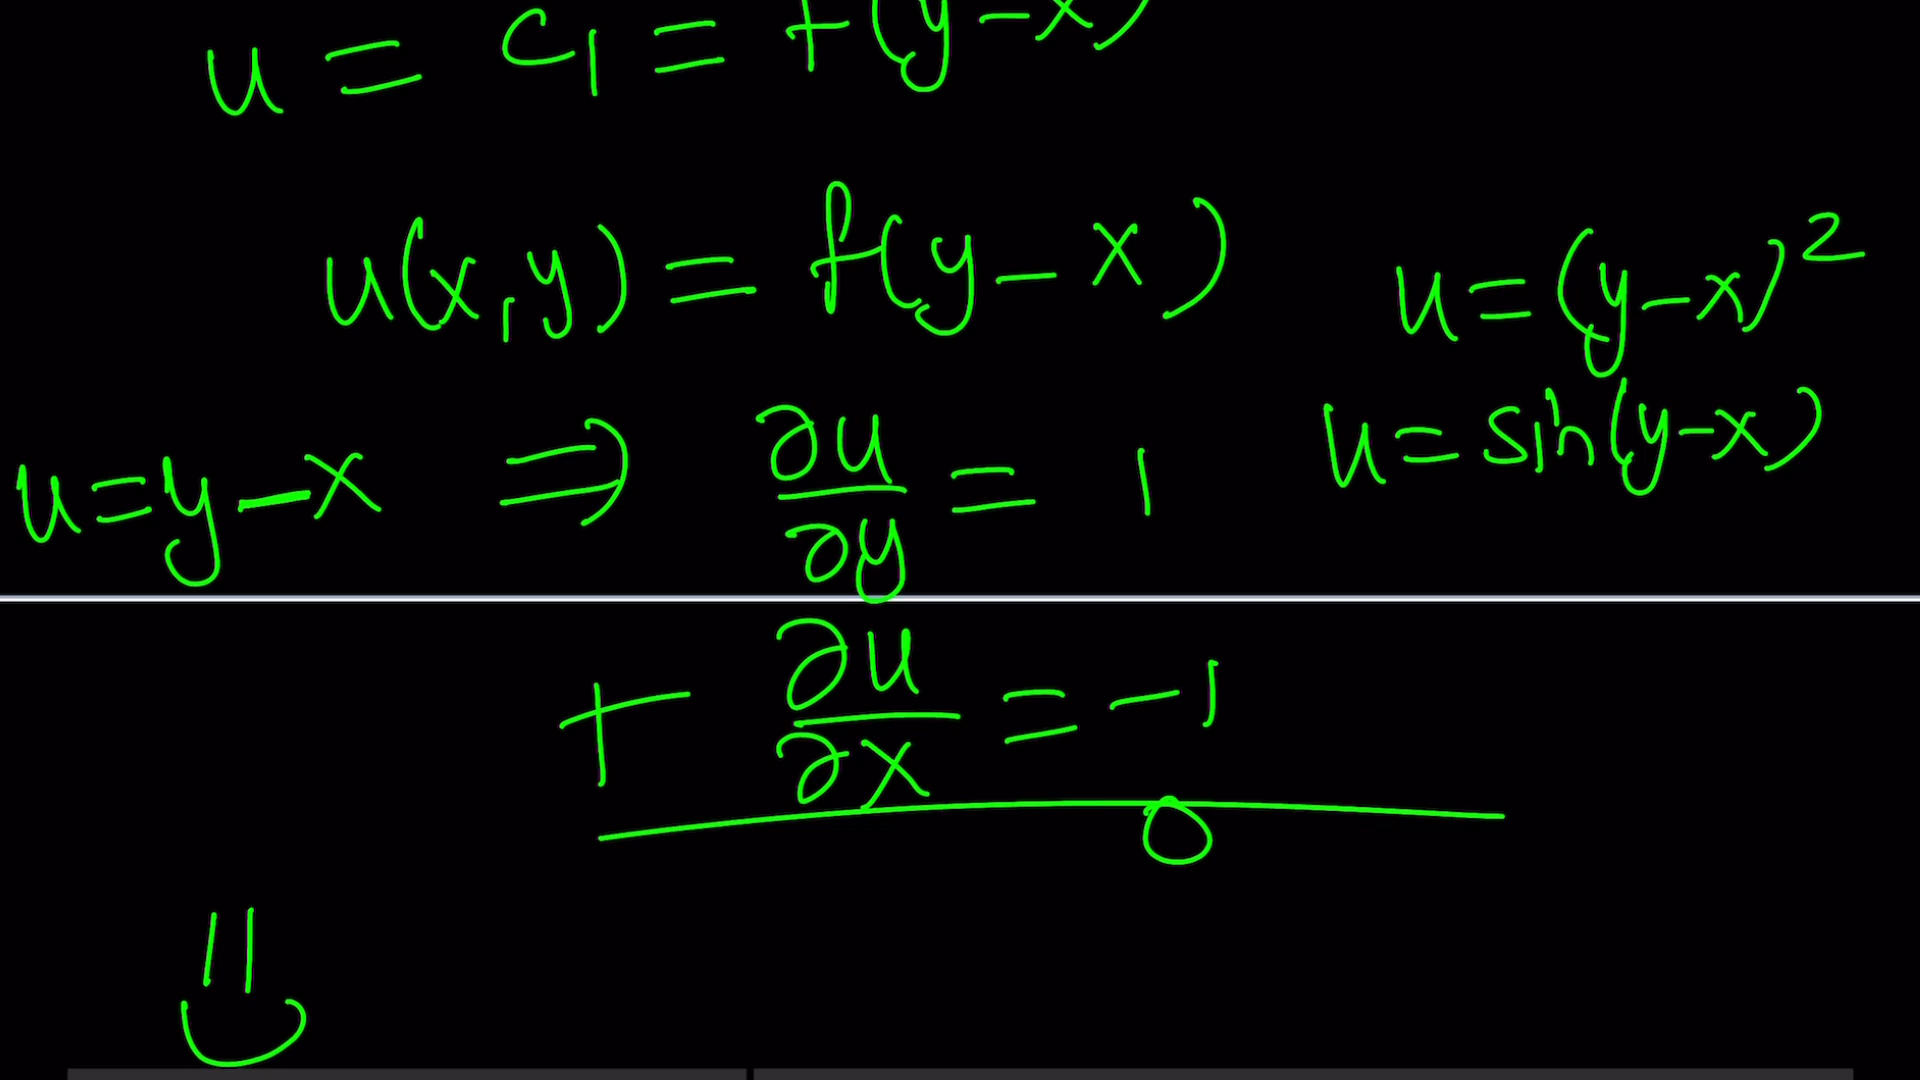 u = c₁ = f(y-x)
u(x,y) = f(y-x)
u=(y-x)²
u=y-x ⇒ ∂u/∂y = 1
u=sin(y-x)
+ ∂u/∂x = -1
0